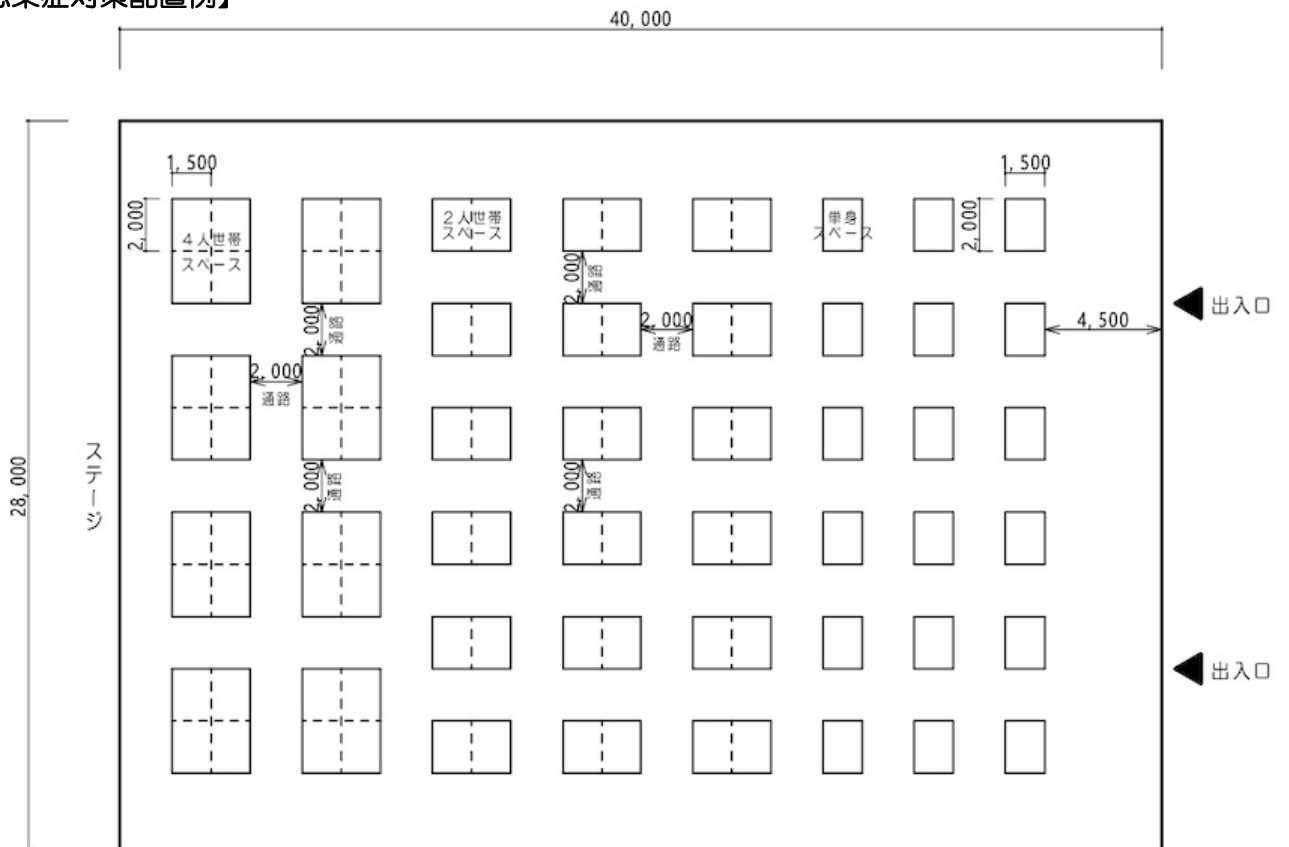 染症対策配置例】
40,000
1,500
1,500
2,000
4人世帯
スペース
2人世帯
スペース
単身
スペース
2,000
2,000
通路
2,000
通路
2,000
通路
4,500
出入口
2,000
通路
ステージ
28,000
2,000
通路
2,000
通路
出入口